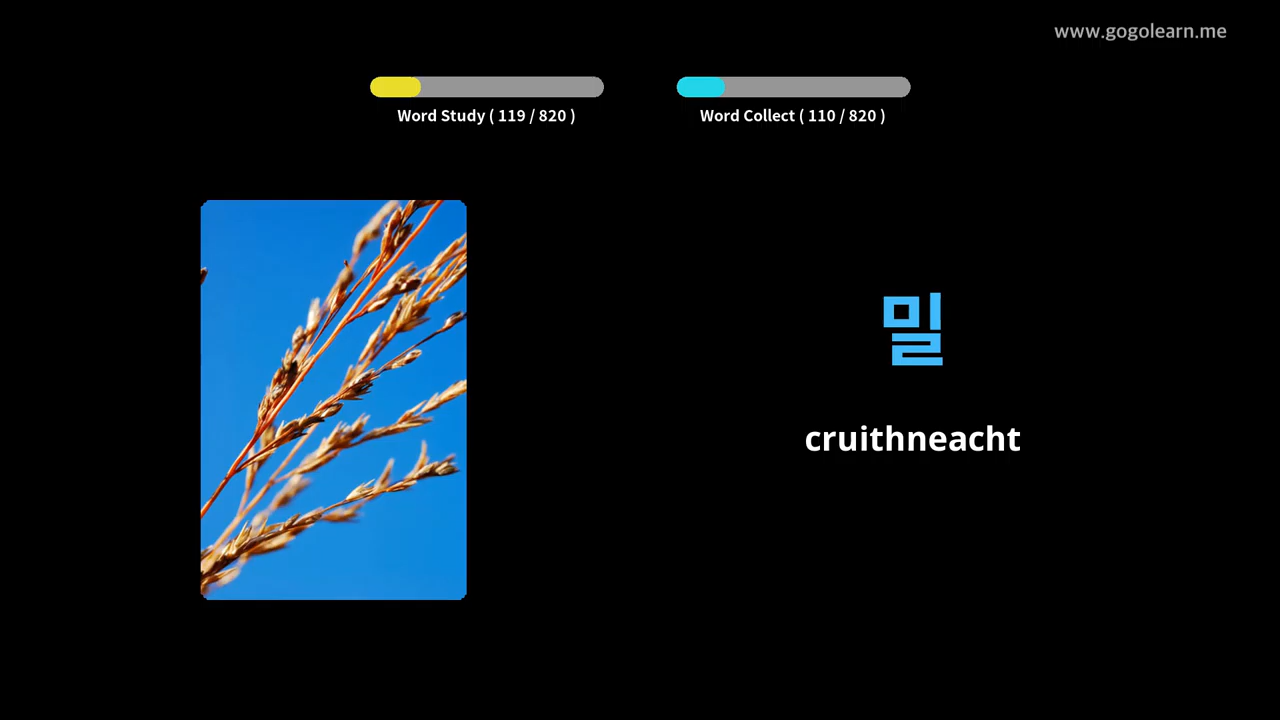 www.gogolearn.me
Word Study ( 119 / 820 )
Word Collect ( 110 / 820 )
밀
cruithneacht